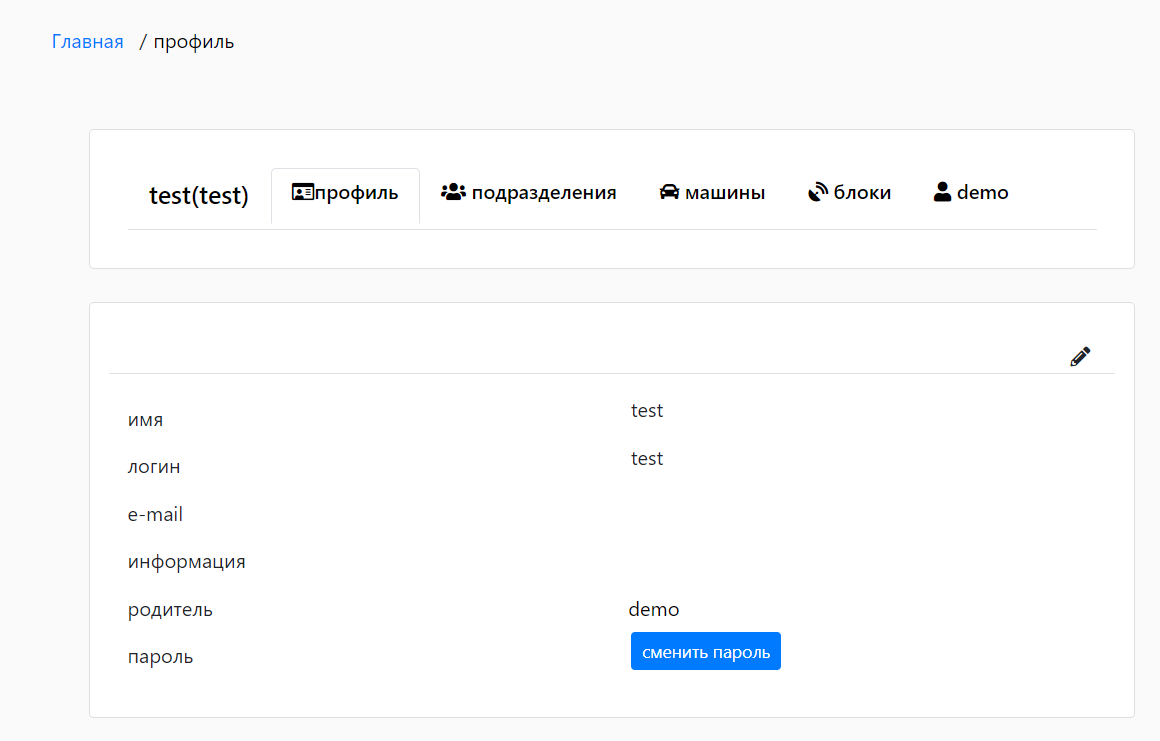 Главная / профиль
test(test) профиль подразделения машины блоки demo
имя test
логин test
e-mail
информация
родитель demo
пароль сменить пароль